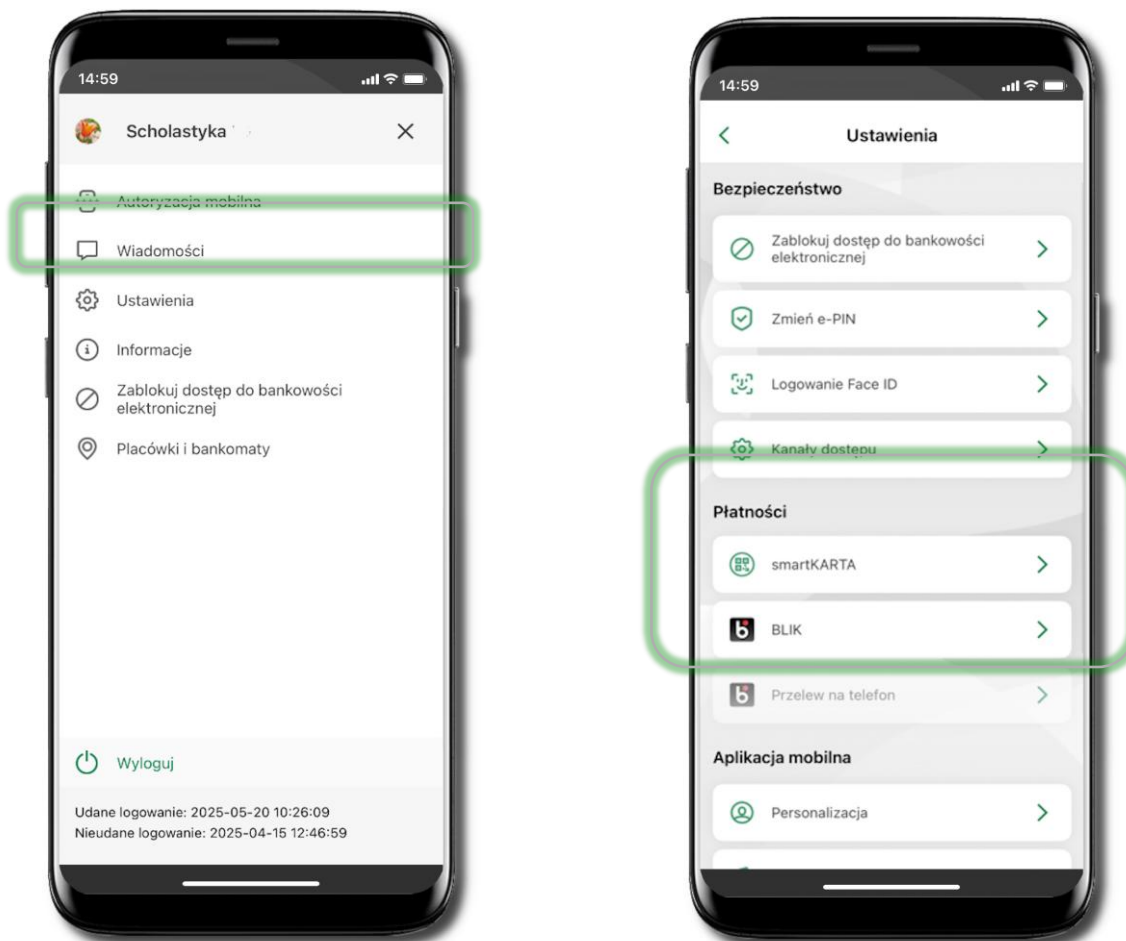 14:59
Scholastyka
Autoryzacja mobilna
Wiadomości
Ustawienia
Informacje
Zablokuj dostęp do bankowości
elektronicznej
Placówki i bankomaty
Wyloguj
Udane logowanie: 2025-05-20 10:26:09
Nieudane logowanie: 2025-04-15 12:46:59
14:59
Ustawienia
Bezpieczeństwo
Zablokuj dostęp do bankowości
elektronicznej
Zmień e-PIN
Logowanie Face ID
Kanały dostępu
Płatności
smartKARTA
BLIK
Przelew na telefon
Aplikacja mobilna
Personalizacja